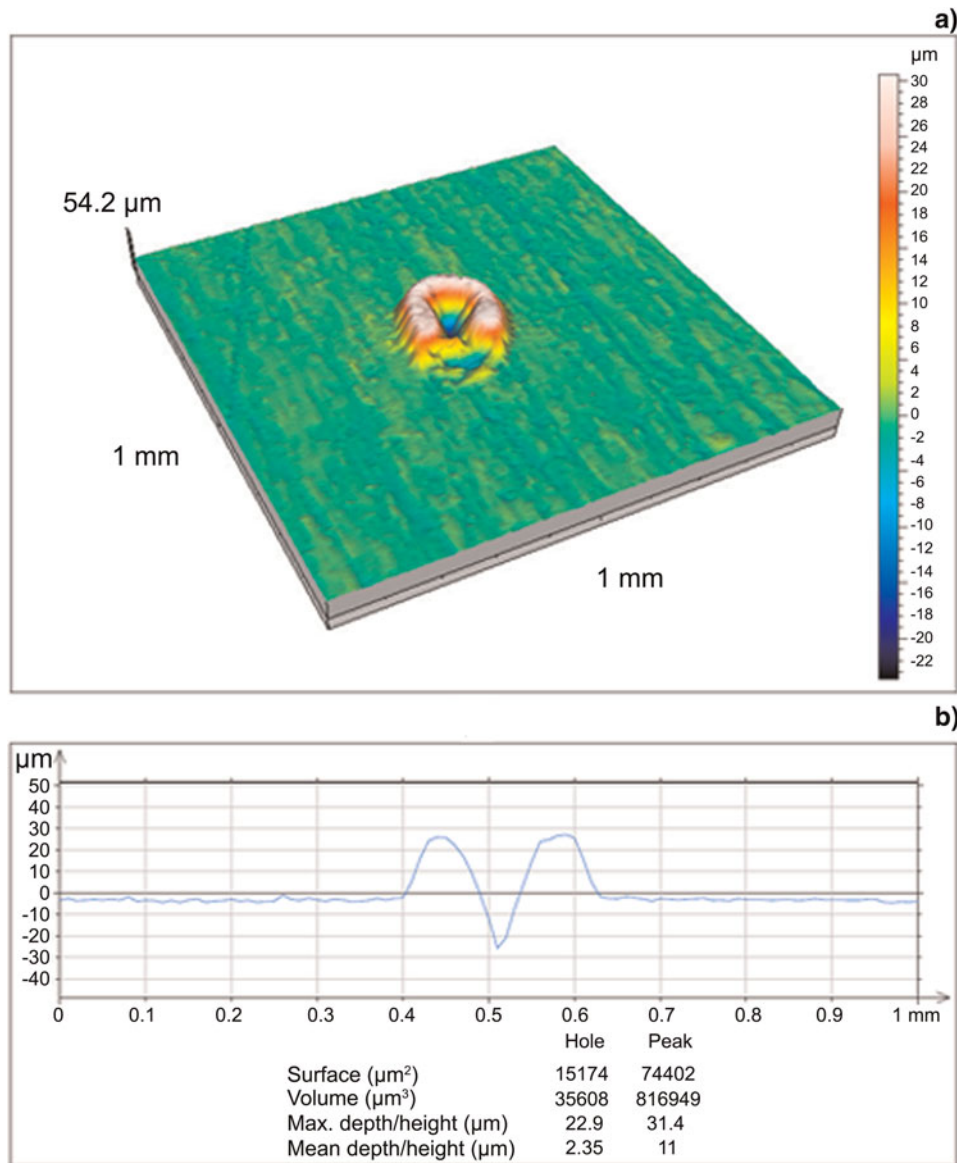 a)
µm
30
28
26
24
22
20
18
16
14
12
10
8
6
4
2
0
-2
-4
-6
-8
-10
-12
-14
-16
-18
-20
-22
54.2 µm
1 mm
1 mm
b)
µm
50
40
30
20
10
0
-10
-20
-30
-40
0 0.1 0.2 0.3 0.4 0.5 0.6 0.7 0.8 0.9 1 mm
Hole Peak
Surface (µm²) 15174 74402
Volume (µm³) 35608 816949
Max. depth/height (µm) 22.9 31.4
Mean depth/height (µm) 2.35 11